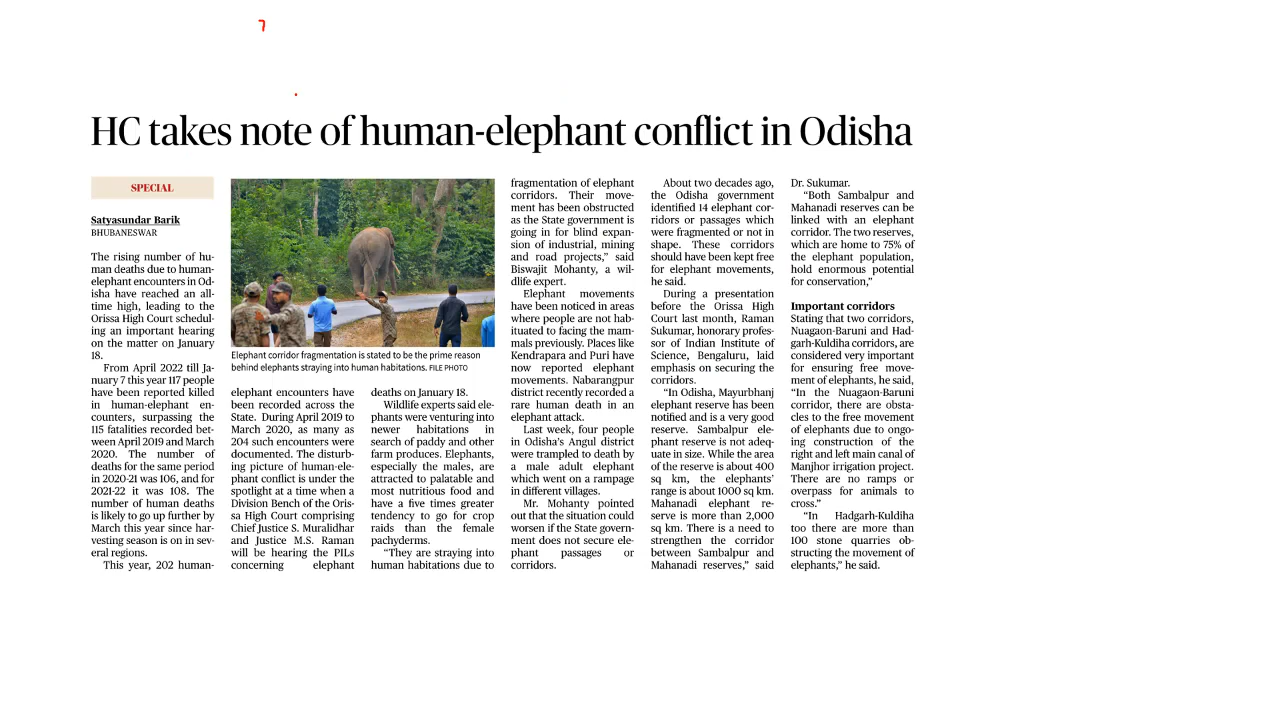 HC takes note of human-elephant conflict in Odisha
SPECIAL
Satyasundar Barik
BHUBANESWAR
The rising number of hu-
man deaths due to human-
elephant encounters in Od-
isha have reached an all-
time high, leading to the
Orissa High Court schedul-
ing an important hearing
on the matter on January
18.
From April 2022 till Ja-
nuary 7 this year 117 people
have been reported killed
in human-elephant en-
counters, surpassing the
115 fatalities recorded bet-
ween April 2019 and March
2020. The number of
deaths for the same period
in 2020-21 was 106, and for
2021-22 it was 108. The
number of human deaths
is likely to go up further by
March this year since har-
vesting season is on in sev-
eral regions.
This year, 202 human-
Elephant corridor fragmentation is stated to be the prime reason
behind elephants straying into human habitations. FILE PHOTO
elephant encounters have
been recorded across the
State. During April 2019 to
March 2020, as many as
204 such encounters were
documented. The disturb-
ing picture of human-ele-
phant conflict is under the
spotlight at a time when a
Division Bench of the Oris-
sa High Court comprising
Chief Justice S. Muralidhar
and Justice M.S. Raman
will be hearing the PILs
concerning elephant
deaths on January 18.
Wildlife experts said ele-
phants were venturing into
newer habitations in
search of paddy and other
farm produces. Elephants,
especially the males, are
attracted to palatable and
most nutritious food and
have a five times greater
tendency to go for crop
raids than the female
pachyderms.
“They are straying into
human habitations due to
fragmentation of elephant
corridors. Their move-
ment has been obstructed
as the State government is
going in for blind expan-
sion of industrial, mining
and road projects,” said
Biswajit Mohanty, a wil-
dlife expert.
Elephant movements
have been noticed in areas
where people are not hab-
ituated to facing the mam-
mals previously. Places like
Kendrapara and Puri have
now reported elephant
movements. Nabarangpur
district recently recorded a
rare human death in an
elephant attack.
Last week, four people
in Odisha’s Angul district
were trampled to death by
a male adult elephant
which went on a rampage
in different villages.
Mr. Mohanty pointed
out that the situation could
worsen if the State govern-
ment does not secure ele-
phant passages or
corridors.
About two decades ago,
the Odisha government
identified 14 elephant cor-
ridors or passages which
were fragmented or not in
shape. These corridors
should have been kept free
for elephant movements,
he said.
During a presentation
before the Orissa High
Court last month, Raman
Sukumar, honorary profes-
sor of Indian Institute of
Science, Bengaluru, laid
emphasis on securing the
corridors.
“In Odisha, Mayurbhanj
elephant reserve has been
notified and is a very good
reserve. Sambalpur ele-
phant reserve is not adeq-
uate in size. While the area
of the reserve is about 400
sq km, the elephants’
range is about 1000 sq km.
Mahanadi elephant re-
serve is more than 2,000
sq km. There is a need to
strengthen the corridor
between Sambalpur and
Mahanadi reserves,” said
Dr. Sukumar.
“Both Sambalpur and
Mahanadi reserves can be
linked with an elephant
corridor. The two reserves,
which are home to 75% of
the elephant population,
hold enormous potential
for conservation,”
Important corridors
Stating that two corridors,
Nuagaon-Baruni and Had-
garh-Kuldiha corridors, are
considered very important
for ensuring free move-
ment of elephants, he said,
“In the Nuagaon-Baruni
corridor, there are obsta-
cles to the free movement
of elephants due to ongo-
ing construction of the
right and left main canal of
Manjhor irrigation project.
There are no ramps or
overpass for animals to
cross.”
“In Hadgarh-Kuldiha
too there are more than
100 stone quarries ob-
structing the movement of
elephants,” he said.